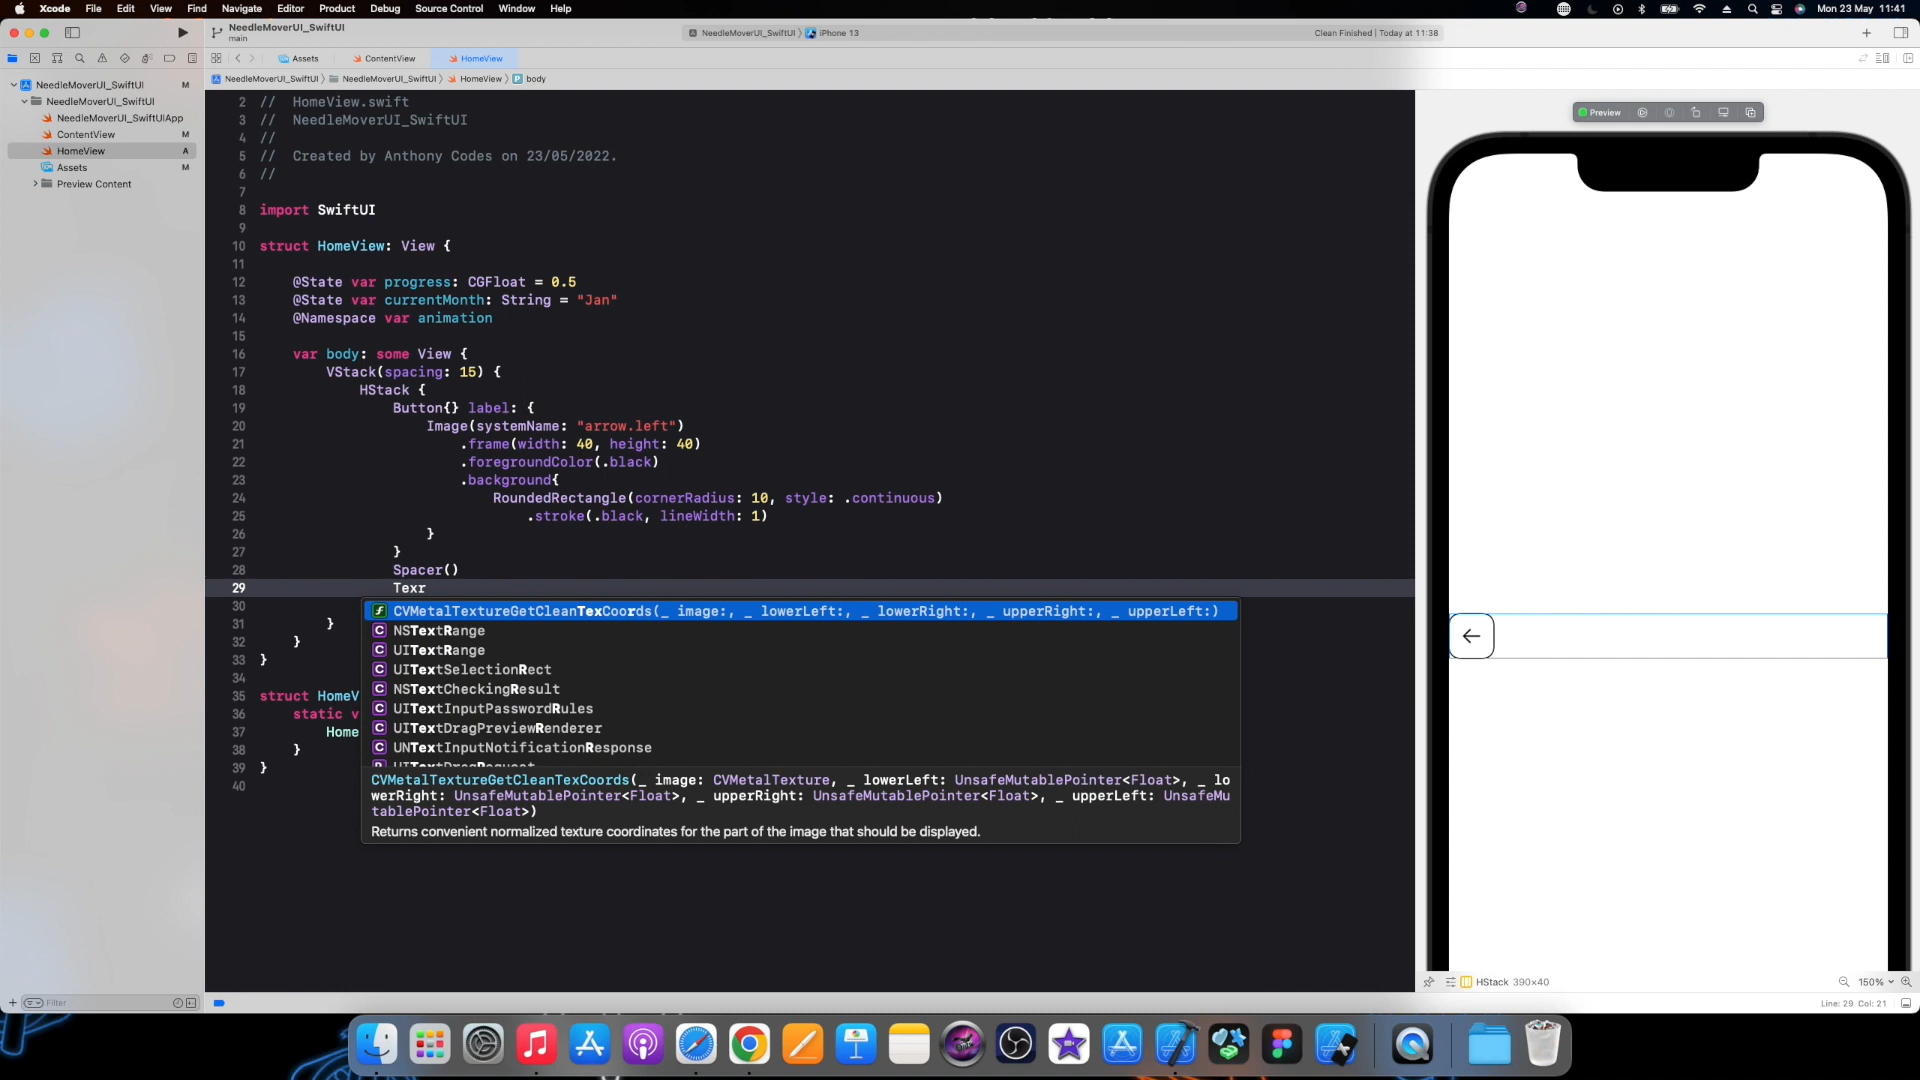 Xcode File Edit View Find Navigate Editor Product Debug Source Control Window Help
Mon 23 May 11:41
NeedleMoverUI_SwiftUI
main
NeedleMoverUI_SwiftUI iPhone 13
Clean Finished | Today at 11:38
Assets ContentView HomeView
NeedleMoverUI_SwiftUI NeedleMoverUI_SwiftUI HomeView P body
NeedleMoverUI_SwiftUI M
NeedleMoverUI_SwiftUI
NeedleMoverUI_SwiftUIApp
ContentView M
HomeView A
Assets M
Preview Content
2 // HomeView.swift
3 // NeedleMoverUI_SwiftUI
4 //
5 // Created by Anthony Codes on 23/05/2022.
6 //
7
8 import SwiftUI
9
10 struct HomeView: View {
11
12 @State var progress: CGFloat = 0.5
13 @State var currentMonth: String = "Jan"
14 @Namespace var animation
15
16 var body: some View {
17 VStack(spacing: 15) {
18 HStack {
19 Button{} label: {
20 Image(systemName: "arrow.left")
21 .frame(width: 40, height: 40)
22 .foregroundColor(.black)
23 .background{
24 RoundedRectangle(cornerRadius: 10, style: .continuous)
25 .stroke(.black, lineWidth: 1)
26 }
27 }
28 Spacer()
29 Texr
30
31 }
32 }
33 }
34
35 struct HomeV
36 static v
37 Home
38 }
39 }
40
CVMetalTextureGetCleanTexCoords(_ image:, _ lowerLeft:, _ lowerRight:, _ upperRight:, _ upperLeft:)
C NSTextRange
C UITextRange
C UITextSelectionRect
C NSTextCheckingResult
C UITextInputPasswordRules
C UITextDragPreviewRenderer
C UNTextInputNotificationResponse
UITextDragRequest
CVMetalTextureGetCleanTexCoords(_ image: CVMetalTexture, _ lowerLeft: UnsafeMutablePointer<Float>, _ lo
werRight: UnsafeMutablePointer<Float>, _ upperRight: UnsafeMutablePointer<Float>, _ upperLeft: UnsafeMu
tablePointer<Float>)
Returns convenient normalized texture coordinates for the part of the image that should be displayed.
Preview
HStack 390×40
150%
Filter
Line: 29 Col: 21